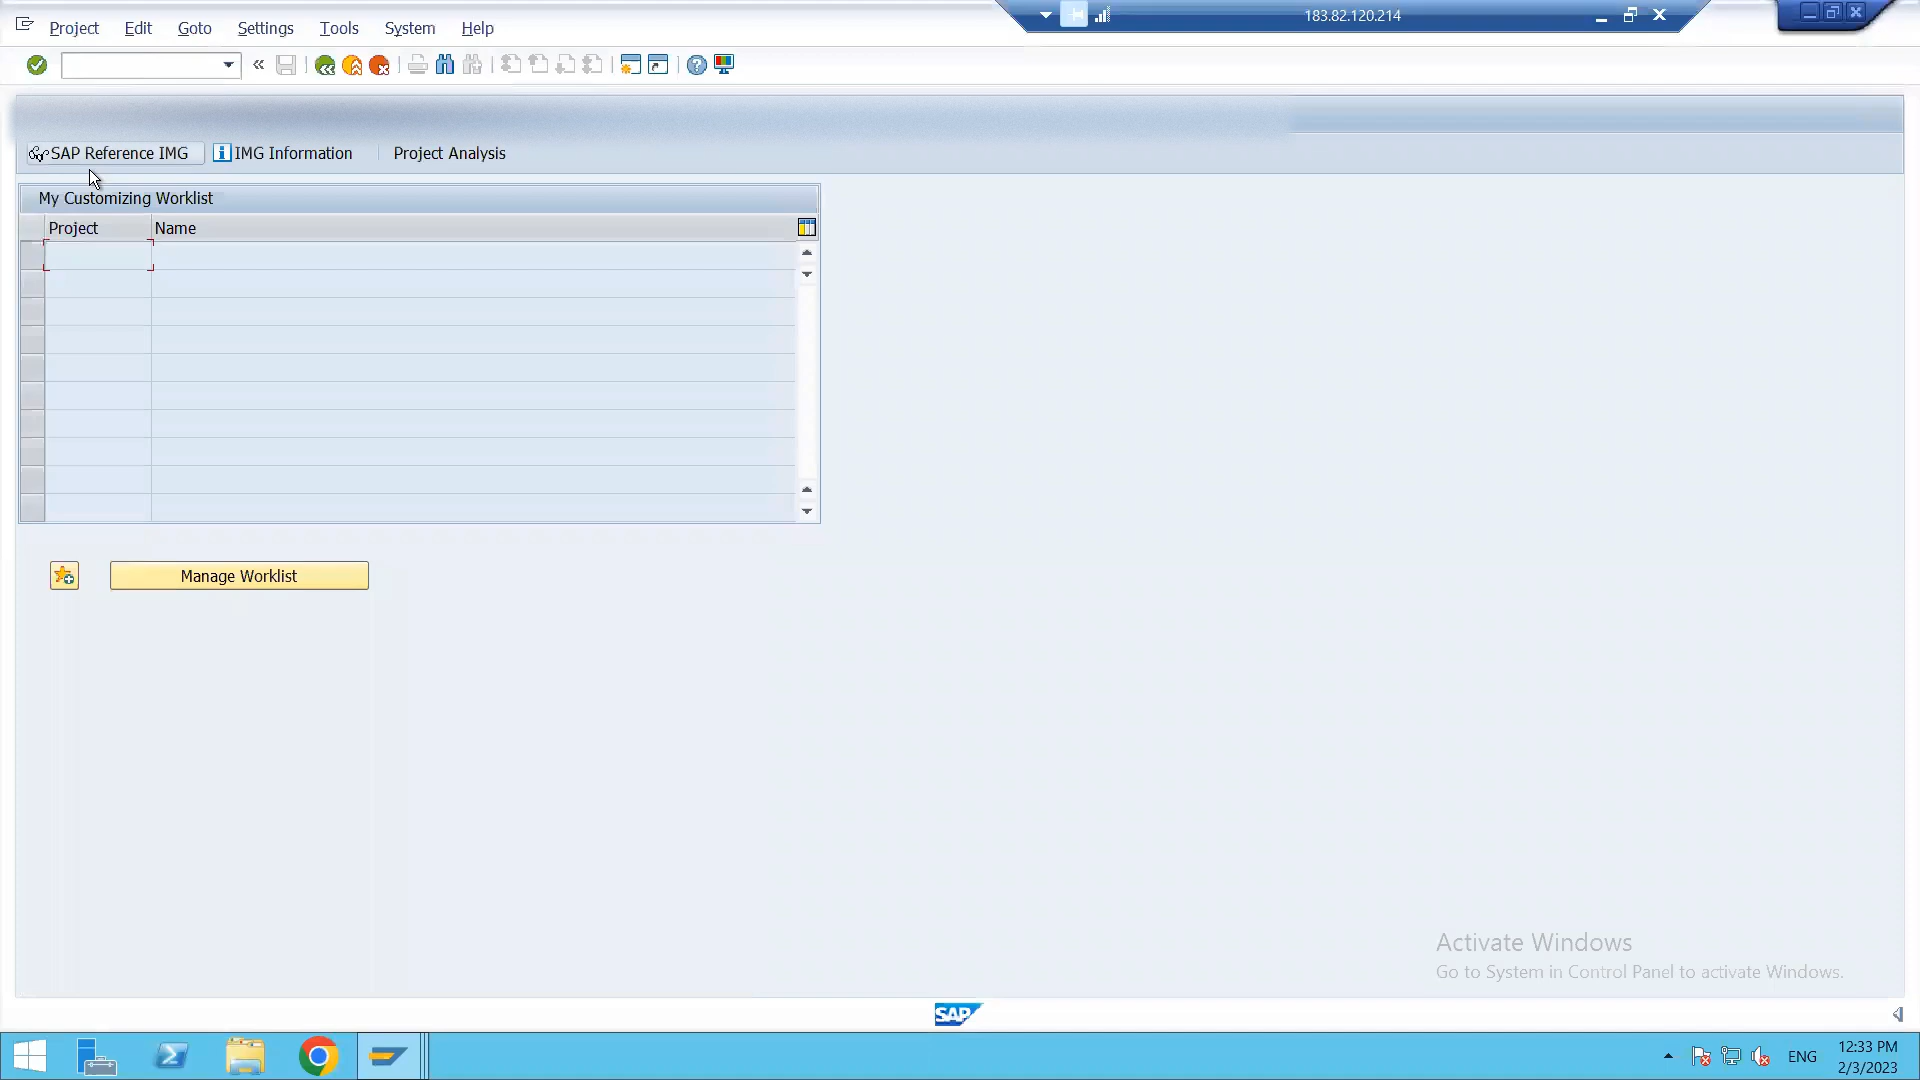 Project Edit Goto Settings Tools System Help
183.82.120.214
SAP Reference IMG IMG Information Project Analysis
My Customizing Worklist
Project Name
Manage Worklist
Activate Windows
Go to System in Control Panel to activate Windows.
SAP
ENG
12:33 PM
2/3/2023